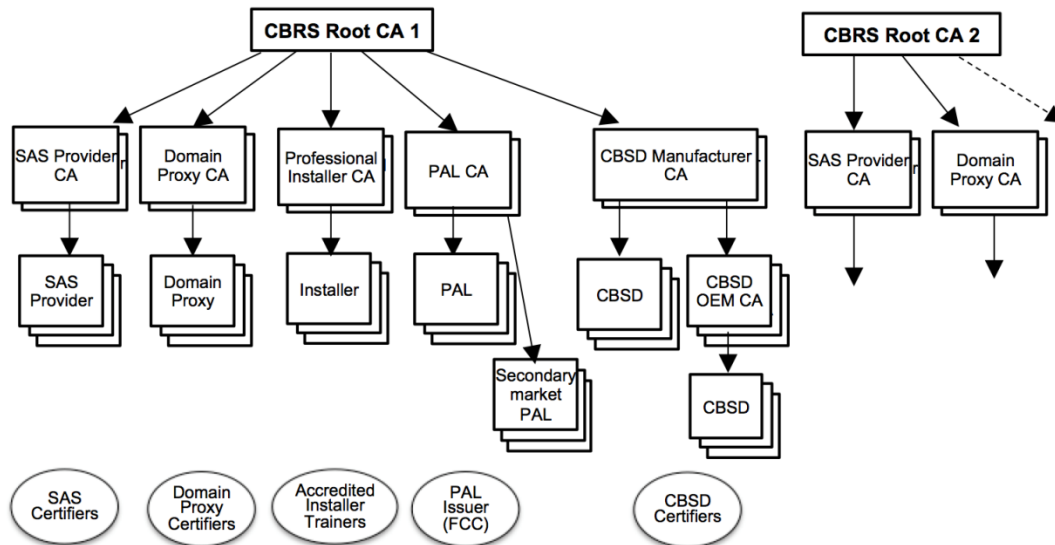 CBRS Root CA 1
CBRS Root CA 2
SAS Provider
CA
Domain
Proxy CA
Professional
Installer CA
PAL CA
CBSD Manufacturer
CA
SAS Provider
CA
Domain
Proxy CA
SAS
Provider
Domain
Proxy
Installer
PAL
CBSD
CBSD
OEM CA
Secondary
market
PAL
CBSD
SAS
Certifiers
Domain
Proxy
Certifiers
Accredited
Installer
Trainers
PAL
Issuer
(FCC)
CBSD
Certifiers